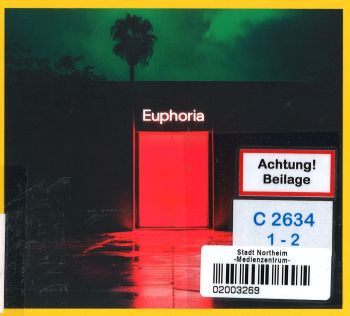 Euphoria
Achtung!
Beilage
C 2634
1 - 2
Stadt Northeim
-Medienzentrum-
02003269